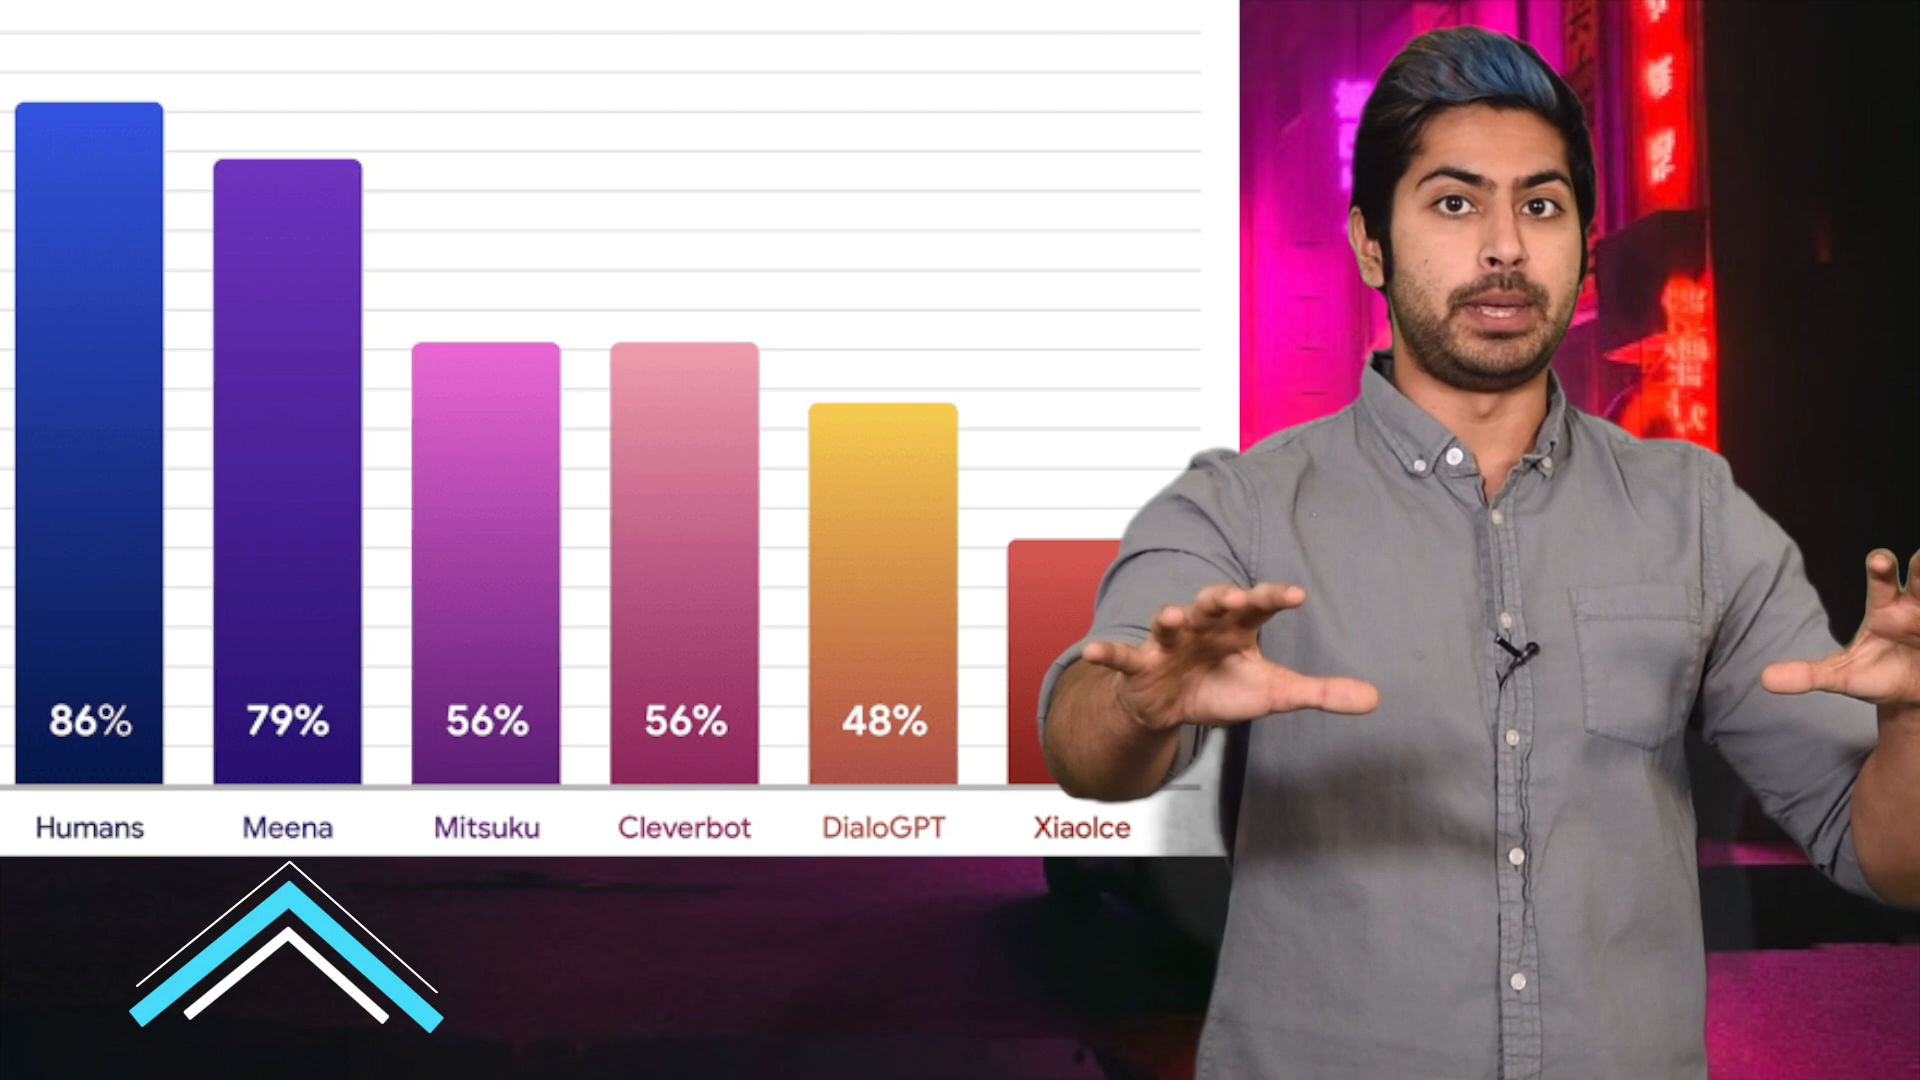 86%
79%
56%
56%
48%
Humans
Meena
Mitsuku
Cleverbot
DialoGPT
XiaoIce